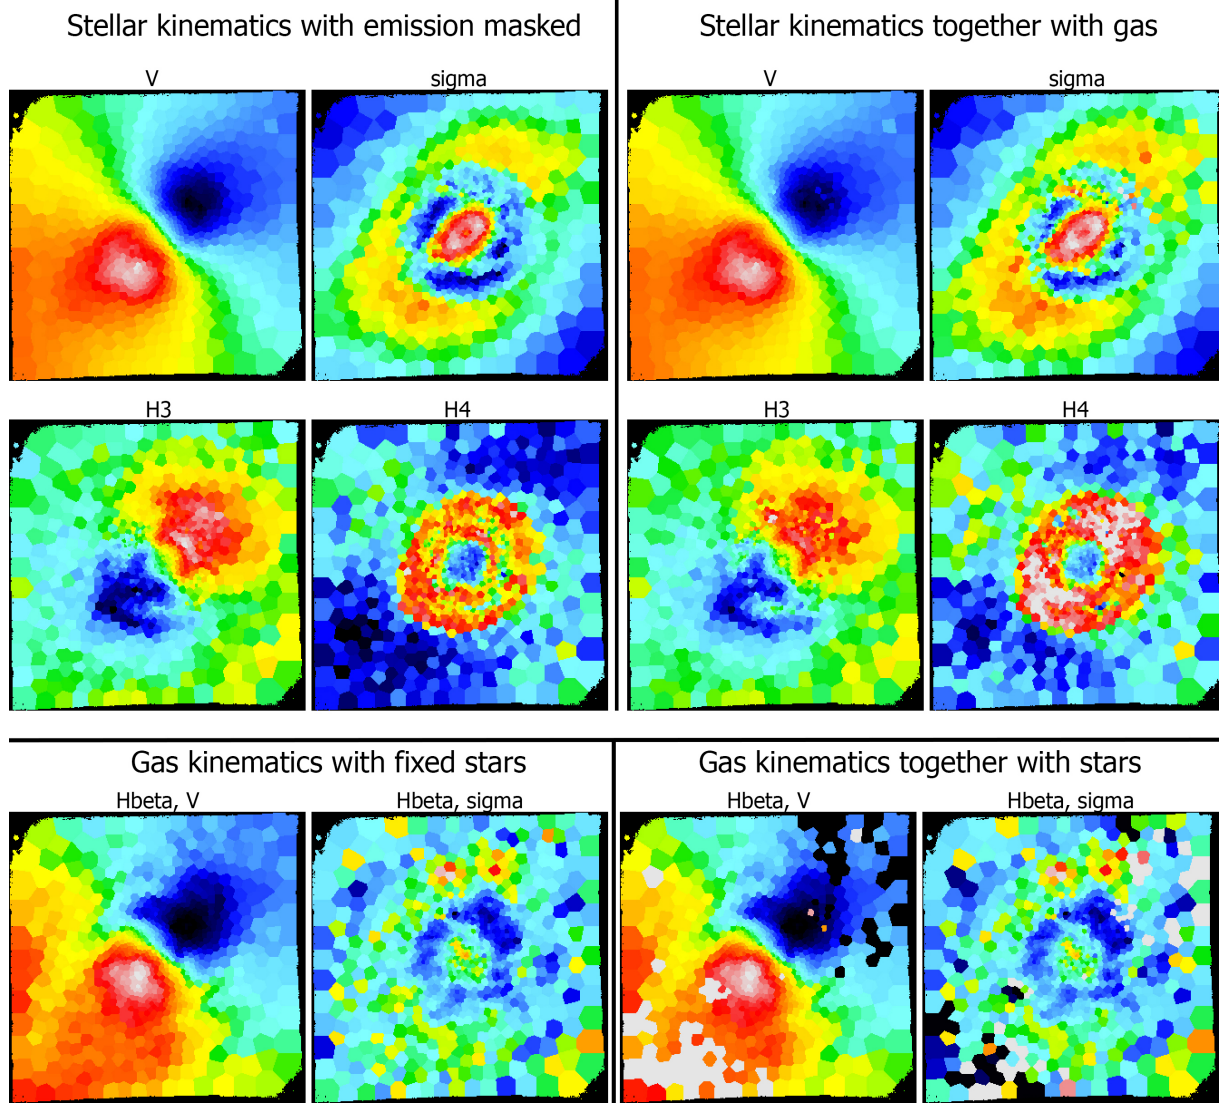 Stellar kinematics with emission masked
Stellar kinematics together with gas
V
sigma
V
sigma
H3
H4
H3
H4
Gas kinematics with fixed stars
Gas kinematics together with stars
Hbeta, V
Hbeta, sigma
Hbeta, V
Hbeta, sigma